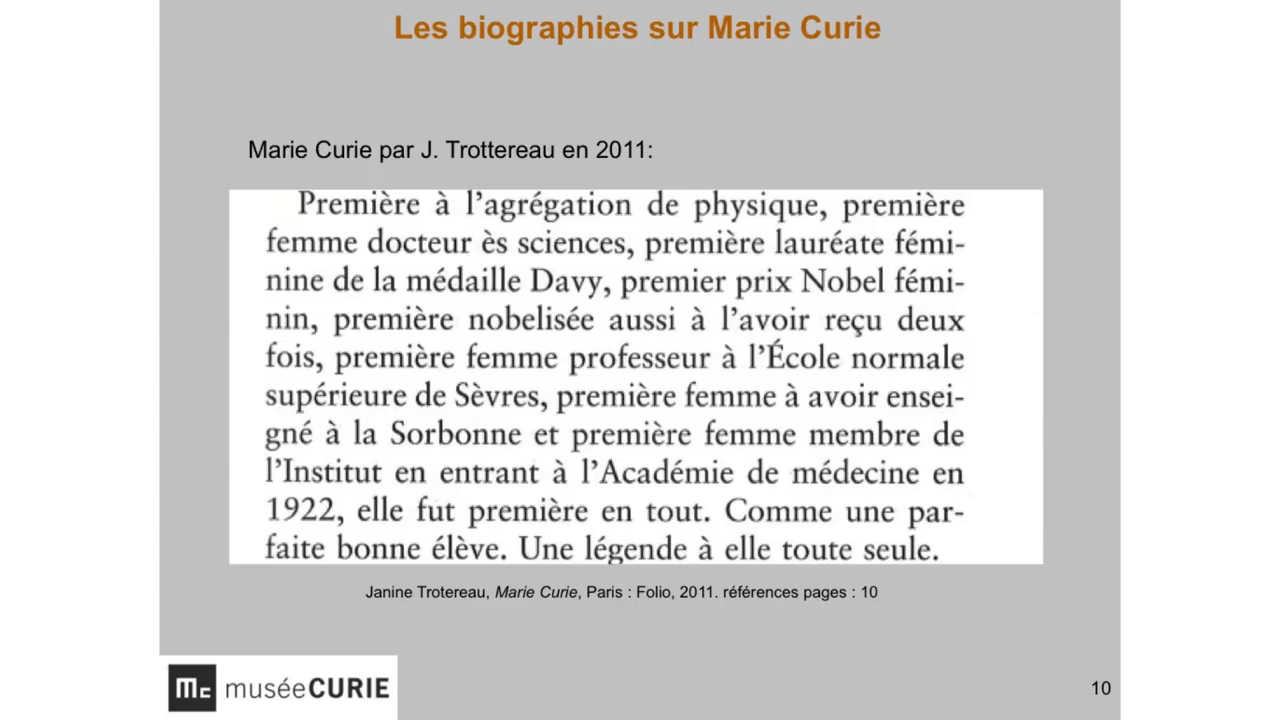 Les biographies sur Marie Curie
Marie Curie par J. Trottereau en 2011:
Première à l'agrégation de physique, première
femme docteur ès sciences, première lauréate fémi-
nine de la médaille Davy, premier prix Nobel fémi-
nin, première nobelisée aussi à l'avoir reçu deux
fois, première femme professeur à l'École normale
supérieure de Sèvres, première femme à avoir ensei-
gné à la Sorbonne et première femme membre de
l'Institut en entrant à l'Académie de médecine en
1922, elle fut première en tout. Comme une par-
faite bonne élève. Une légende à elle toute seule.
Janine Trotereau, Marie Curie, Paris : Folio, 2011. références pages : 10
Mc muséeCURIE
10